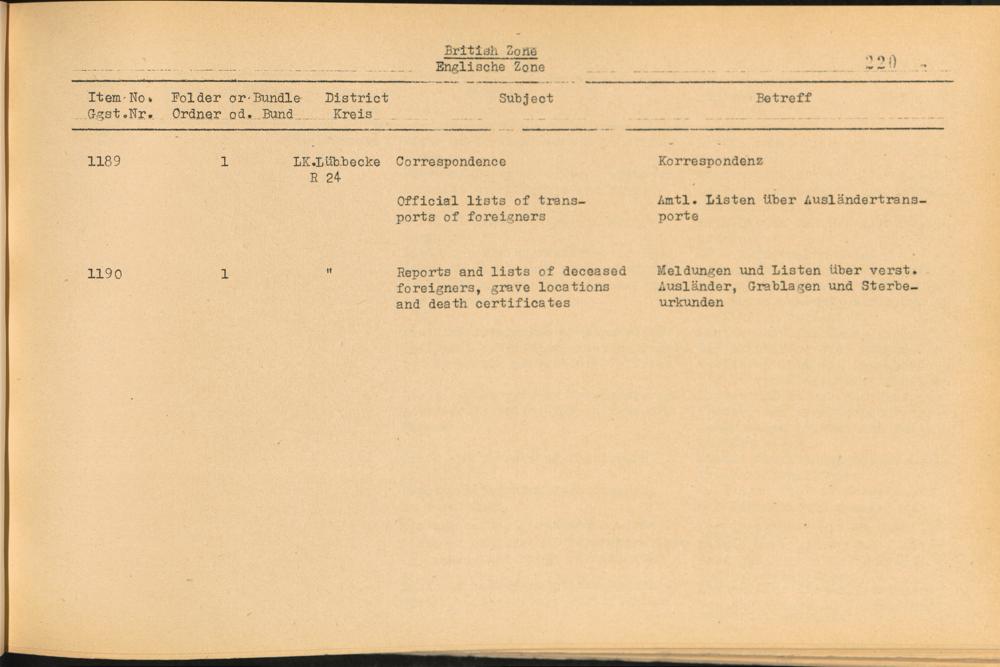 British Zone
Englische Zone
220 -
Item No. Folder or Bundle District Subject Betreff
Ggst.Nr. Ordner od. Bund Kreis
1189 1 LK.Lübbecke Correspondence Korrespondenz
R 24
Official lists of trans- Amtl. Listen über Ausländertrans-
ports of foreigners porte
1190 1 " Reports and lists of deceased Meldungen und Listen über verst.
foreigners, grave locations Ausländer, Grablagen und Sterbe-
and death certificates urkunden